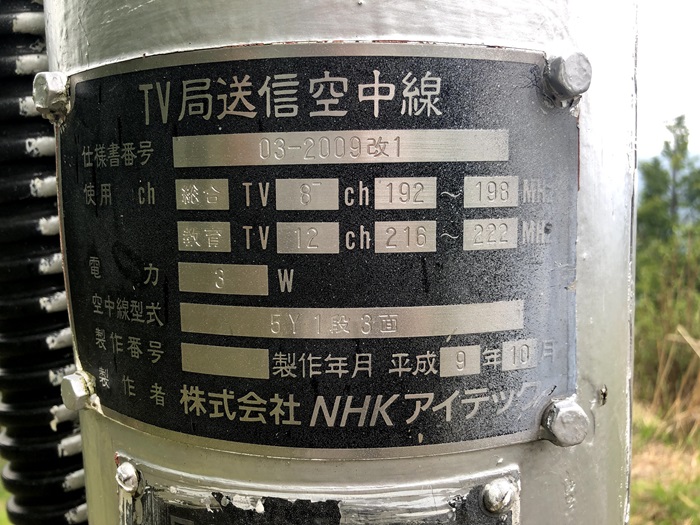 TV局送信空中線
仕様書番号 03-2009改1
使用 ch 総合 TV 8 ch 192 ~ 198 MHz
教育 TV 12 ch 216 ~ 222 MHz
電力 3 W
空中線型式 5Y1段3面
製作番号 製作年月 平成 9 年 10 月
製作者 株式会社 NHKアイテック